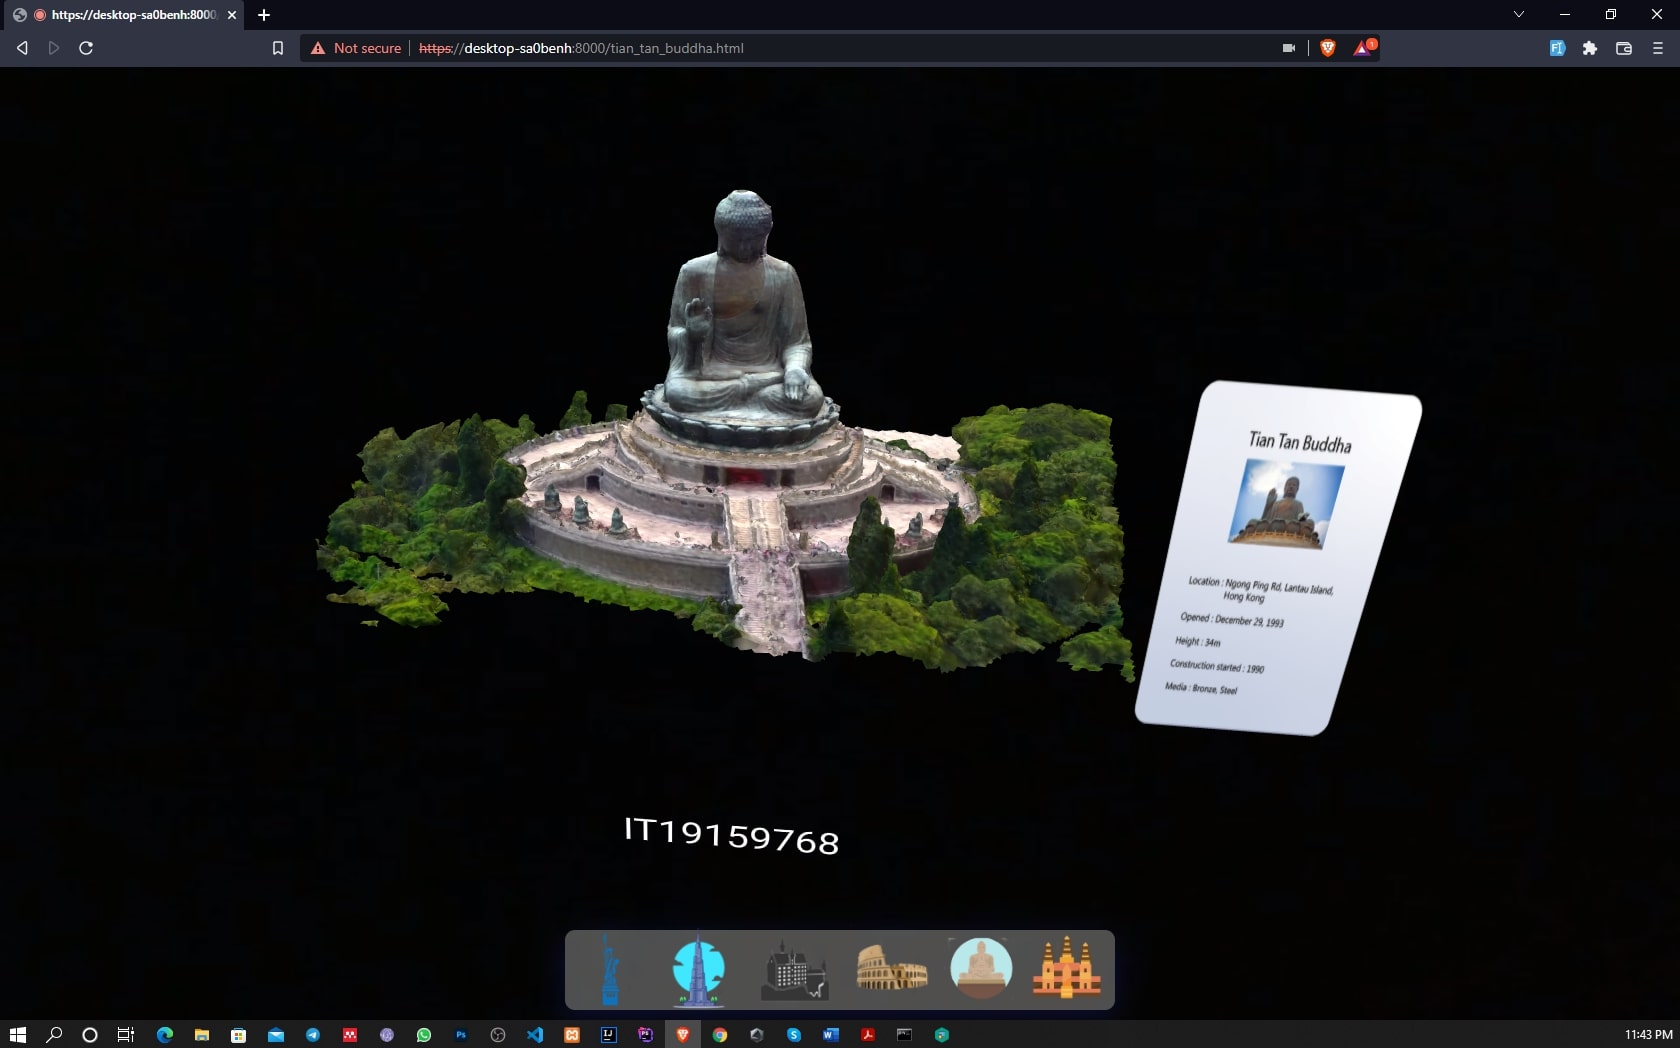 https://desktop-sa0benh:8000
Not secure
https://desktop-sa0benh:8000/tian_tan_buddha.html
1
Tian Tan Buddha
Location : Ngong Ping Rd, Lantau Island,
Hong Kong
Opened : December 29, 1993
Height : 34m
Construction started : 1990
Media : Bronze, Steel
IT19159768
11:43 PM